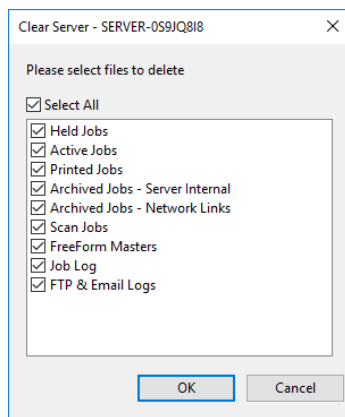 Clear Server - SERVER-0S9JQ8I8
Please select files to delete
Select All
Held Jobs
Active Jobs
Printed Jobs
Archived Jobs - Server Internal
Archived Jobs - Network Links
Scan Jobs
FreeForm Masters
Job Log
FTP & Email Logs
OK
Cancel